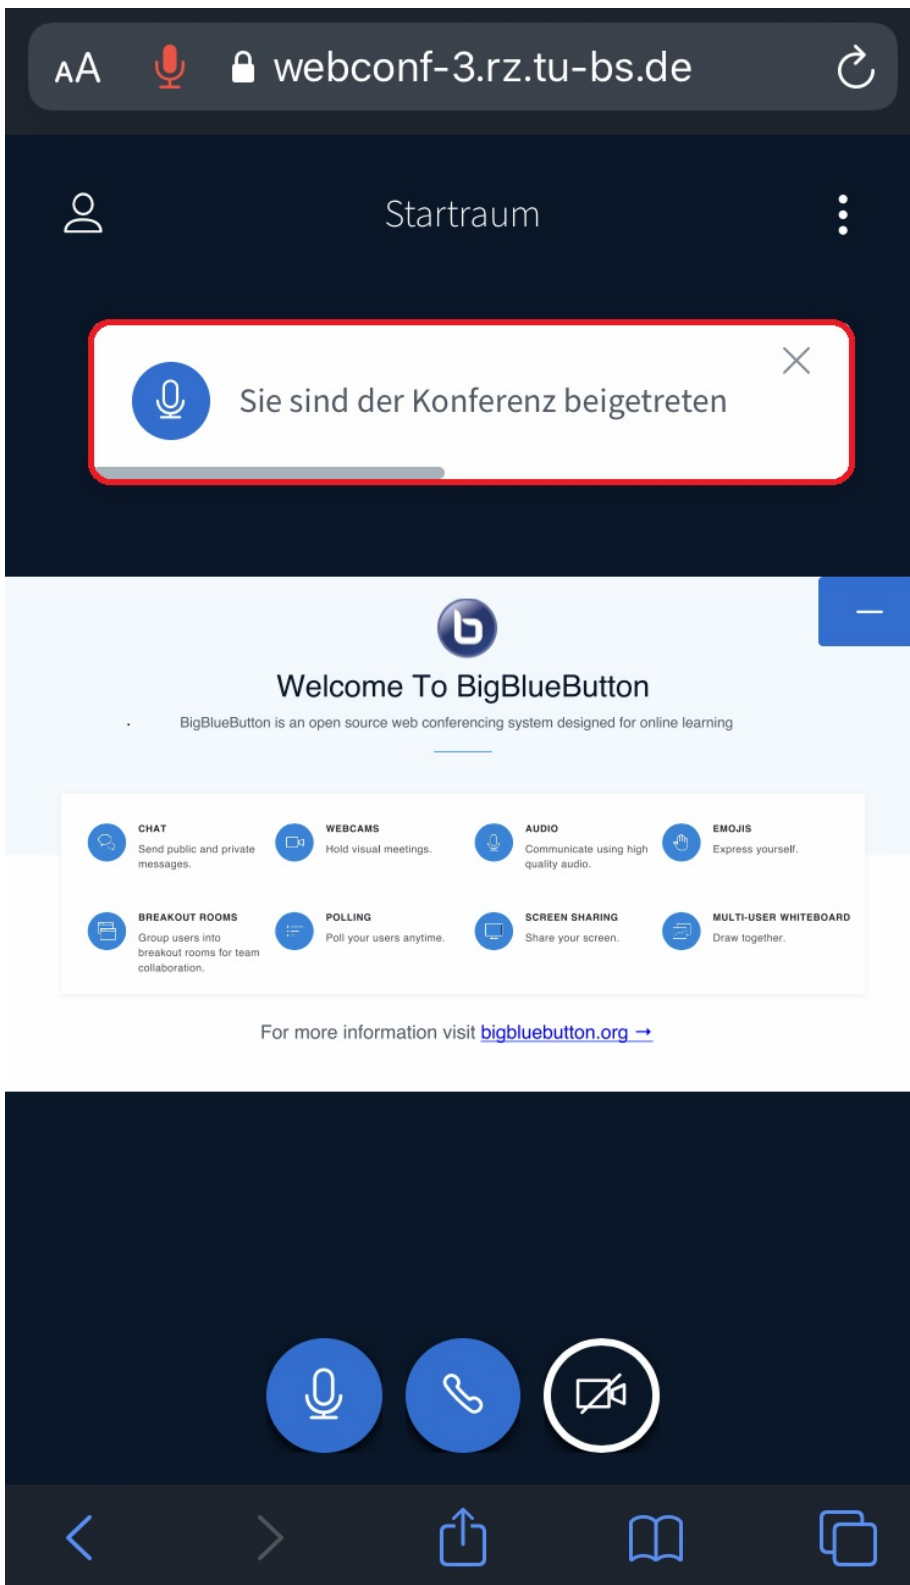 AA webconf-3.rz.tu-bs.de
Startraum
Sie sind der Konferenz beigetreten
b
Welcome To BigBlueButton
BigBlueButton is an open source web conferencing system designed for online learning
CHAT
Send public and private
messages.
WEBCAMS
Hold visual meetings.
AUDIO
Communicate using high
quality audio.
EMOJIS
Express yourself.
BREAKOUT ROOMS
Group users into
breakout rooms for team
collaboration.
POLLING
Poll your users anytime.
SCREEN SHARING
Share your screen.
MULTI-USER WHITEBOARD
Draw together.
For more information visit bigbluebutton.org →